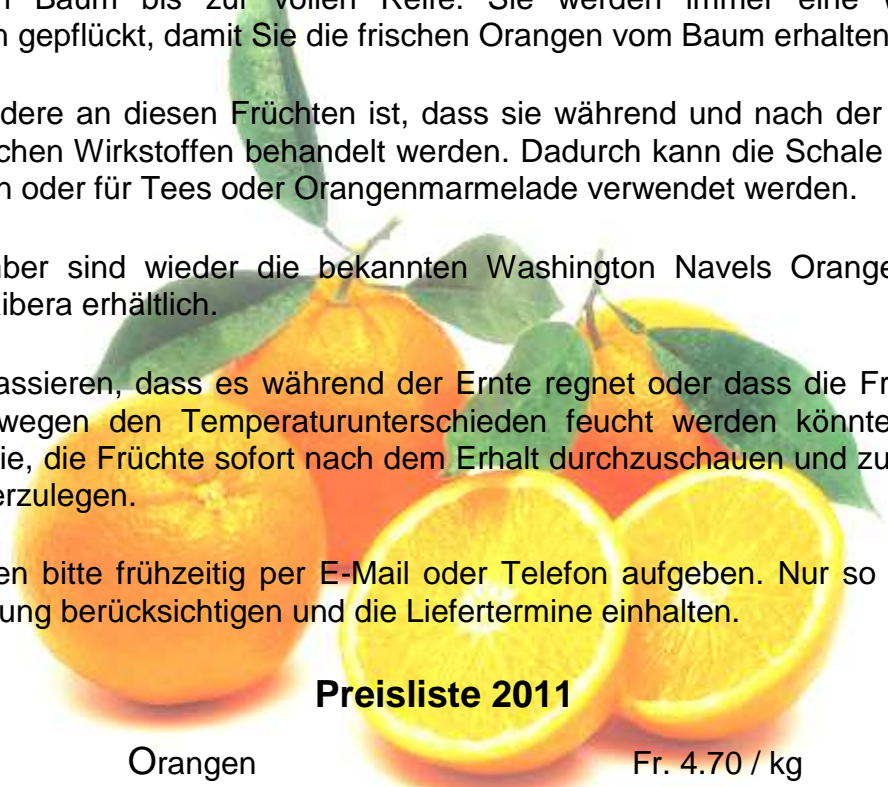 Baum bis zur vollen Reife. Sie werden immer eine
gepflückt, damit Sie die frischen Orangen vom Baum erhalten
dere an diesen Früchten ist, dass sie während und nach der
chen Wirkstoffen behandelt werden. Dadurch kann die Schale
oder für Tees oder Orangenmarmelade verwendet werden.
ber sind wieder die bekannten Washington Navels Orange
ibera erhältlich.
assieren, dass es während der Ernte regnet oder dass die Fr
wegen den Temperaturunterschieden feucht werden könnte
ie, die Früchte sofort nach dem Erhalt durchzuschauen und zu
erzulegen.
en bitte frühzeitig per E-Mail oder Telefon aufgeben. Nur so
ung berücksichtigen und die Liefertermine einhalten.
Preisliste 2011
Orangen Fr. 4.70 / kg